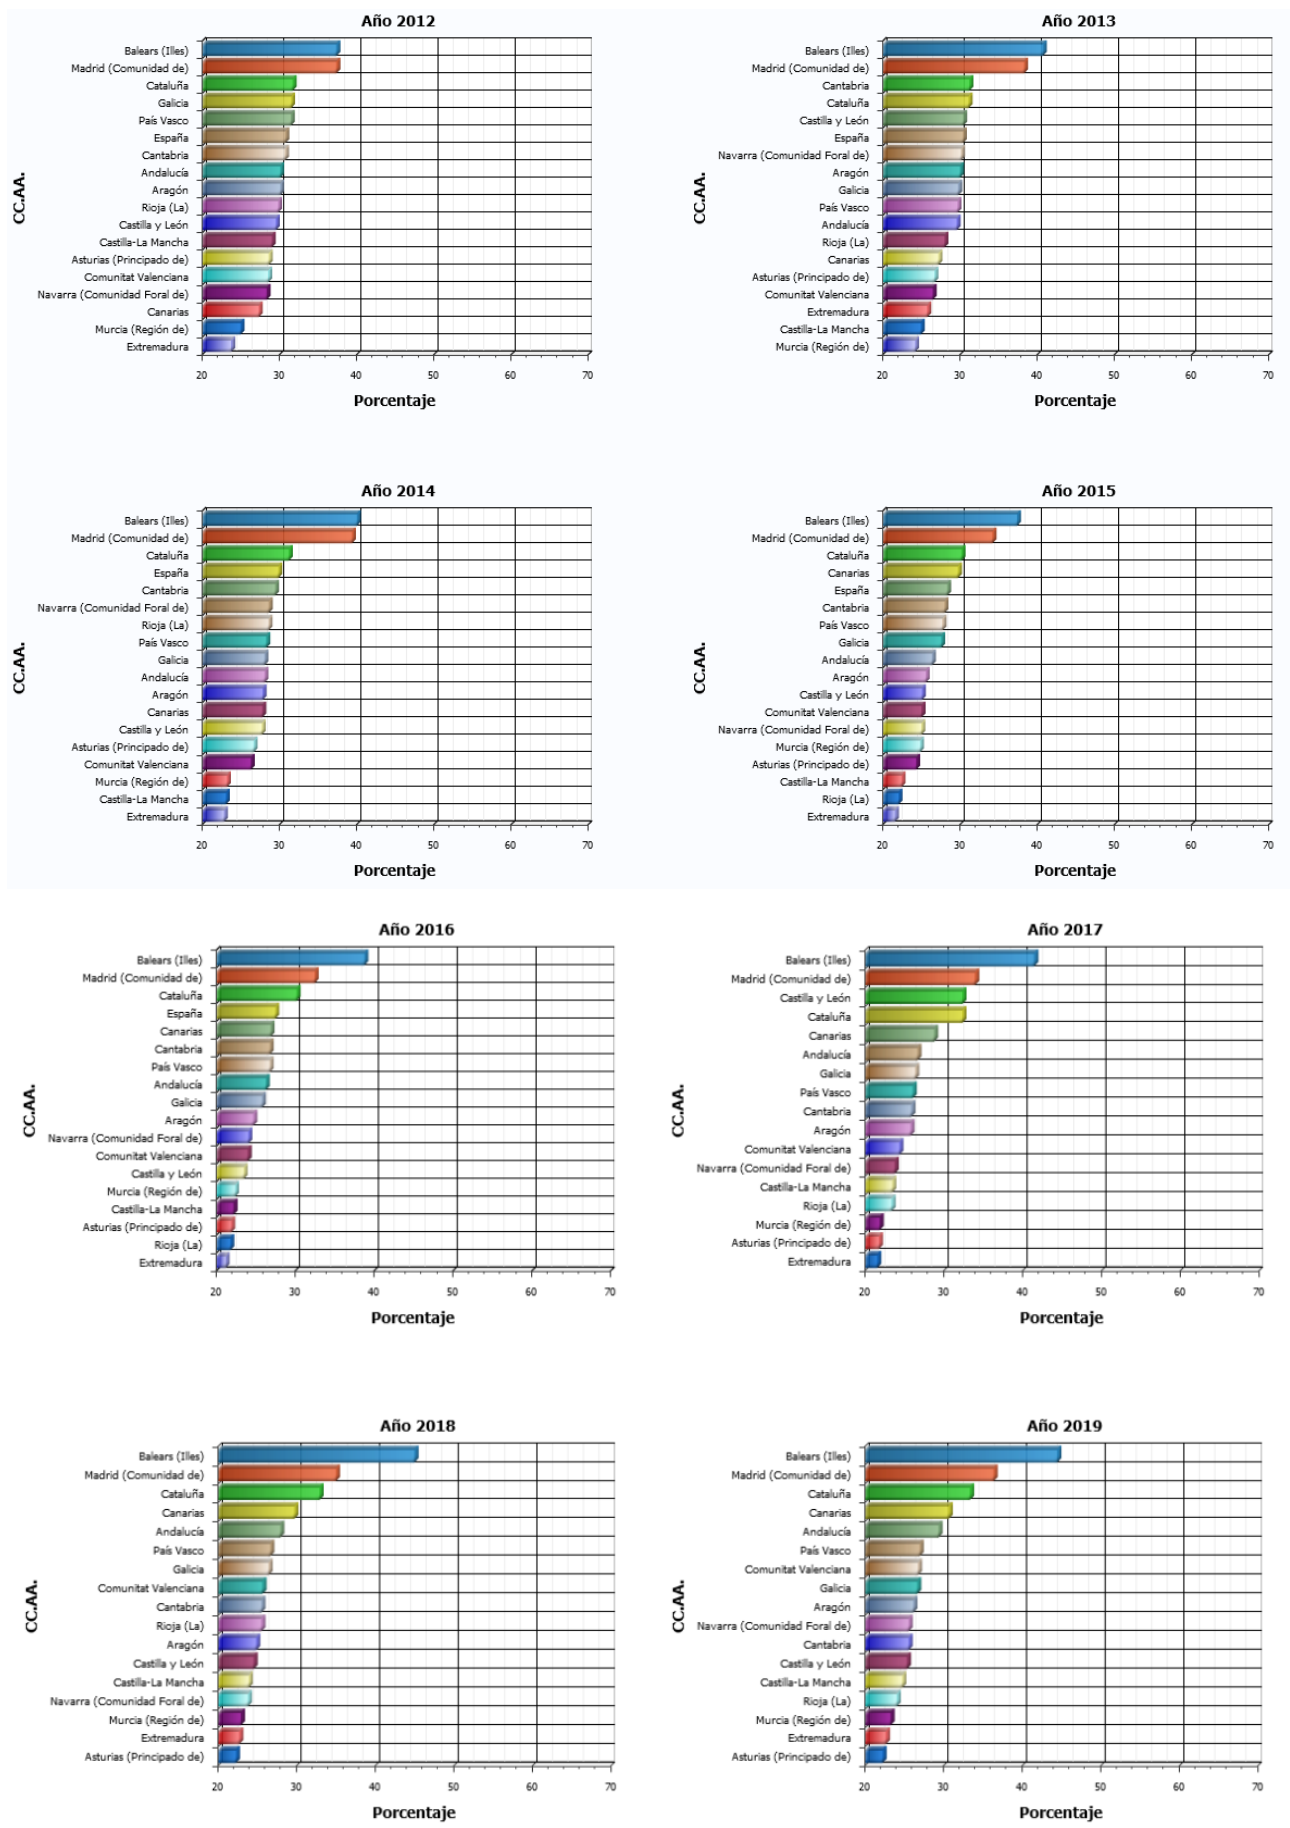 Año 2012
CC.AA.
Balears (Illes)
Madrid (Comunidad de)
Cataluña
Galicia
País Vasco
España
Cantabria
Andalucía
Aragón
Rioja (La)
Castilla y León
Castilla-La Mancha
Asturias (Principado de)
Comunitat Valenciana
Navarra (Comunidad Foral de)
Canarias
Murcia (Región de)
Extremadura
20 30 40 50 60 70
Porcentaje
Año 2013
CC.AA.
Balears (Illes)
Madrid (Comunidad de)
Cantabria
Cataluña
Castilla y León
España
Navarra (Comunidad Foral de)
Aragón
Galicia
País Vasco
Andalucía
Rioja (La)
Canarias
Asturias (Principado de)
Comunitat Valenciana
Extremadura
Castilla-La Mancha
Murcia (Región de)
20 30 40 50 60 70
Porcentaje
Año 2014
CC.AA.
Balears (Illes)
Madrid (Comunidad de)
Cataluña
España
Cantabria
Navarra (Comunidad Foral de)
Rioja (La)
País Vasco
Galicia
Andalucía
Aragón
Canarias
Castilla y León
Asturias (Principado de)
Comunitat Valenciana
Murcia (Región de)
Castilla-La Mancha
Extremadura
20 30 40 50 60 70
Porcentaje
Año 2015
CC.AA.
Balears (Illes)
Madrid (Comunidad de)
Cataluña
Canarias
España
Cantabria
País Vasco
Galicia
Andalucía
Aragón
Castilla y León
Comunitat Valenciana
Navarra (Comunidad Foral de)
Murcia (Región de)
Asturias (Principado de)
Castilla-La Mancha
Rioja (La)
Extremadura
20 30 40 50 60 70
Porcentaje
Año 2016
CC.AA.
Balears (Illes)
Madrid (Comunidad de)
Cataluña
España
Canarias
Cantabria
País Vasco
Andalucía
Galicia
Aragón
Navarra (Comunidad Foral de)
Comunitat Valenciana
Castilla y León
Murcia (Región de)
Castilla-La Mancha
Asturias (Principado de)
Rioja (La)
Extremadura
20 30 40 50 60 70
Porcentaje
Año 2017
CC.AA.
Balears (Illes)
Madrid (Comunidad de)
Castilla y León
Cataluña
Canarias
Andalucía
Galicia
País Vasco
Cantabria
Aragón
Comunitat Valenciana
Navarra (Comunidad Foral de)
Castilla-La Mancha
Rioja (La)
Murcia (Región de)
Asturias (Principado de)
Extremadura
20 30 40 50 60 70
Porcentaje
Año 2018
CC.AA.
Balears (Illes)
Madrid (Comunidad de)
Cataluña
Canarias
Andalucía
País Vasco
Galicia
Comunitat Valenciana
Cantabria
Rioja (La)
Aragón
Castilla y León
Castilla-La Mancha
Navarra (Comunidad Foral de)
Murcia (Región de)
Extremadura
Asturias (Principado de)
20 30 40 50 60 70
Porcentaje
Año 2019
CC.AA.
Balears (Illes)
Madrid (Comunidad de)
Cataluña
Canarias
Andalucía
País Vasco
Comunitat Valenciana
Galicia
Aragón
Navarra (Comunidad Foral de)
Cantabria
Castilla y León
Castilla-La Mancha
Rioja (La)
Murcia (Región de)
Extremadura
Asturias (Principado de)
20 30 40 50 60 70
Porcentaje